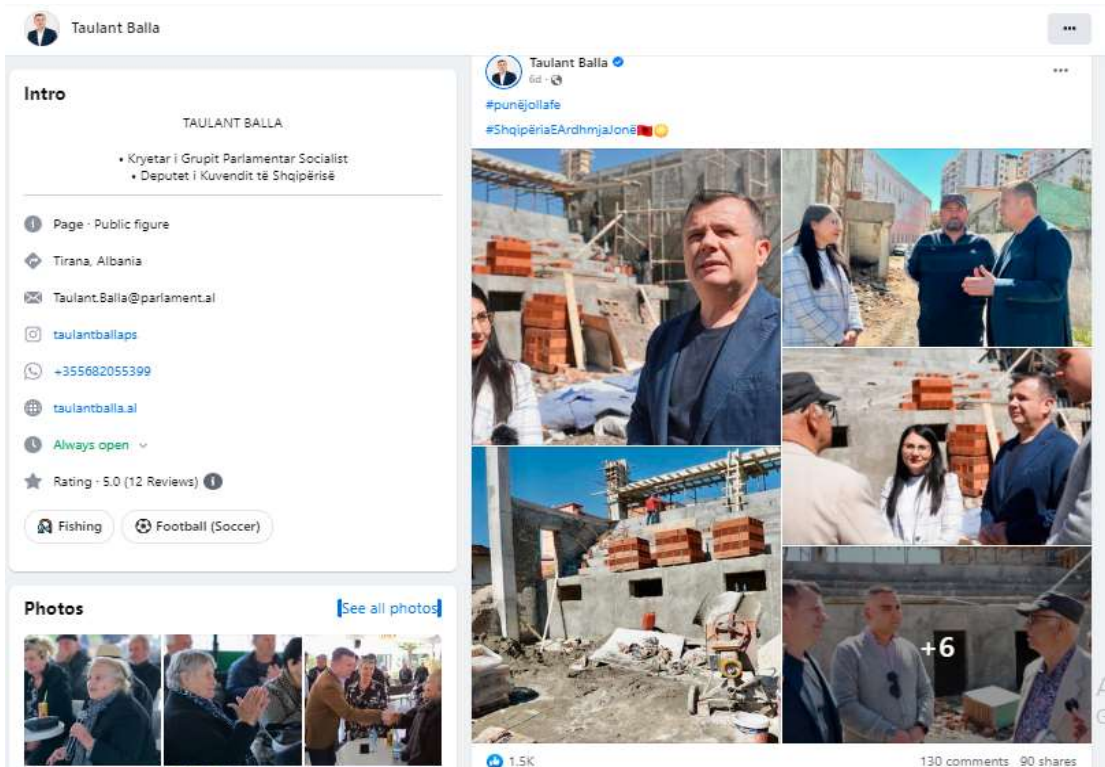 Taulant Balla
Intro
TAULANT BALLA
• Kryetar i Grupit Parlamentar Socialist
• Deputet i Kuvendit të Shqipërisë
Page · Public figure
Tirana, Albania
Taulant.Balla@parlament.al
taulantballaps
+355682055399
taulantballa.al
Always open
Rating · 5.0 (12 Reviews)
Fishing
Football (Soccer)
Photos
See all photos
Taulant Balla
6d
#punëjollafe
#ShqipëriaEArdhmjaJonë
+6
1.5K
130 comments 90 shares